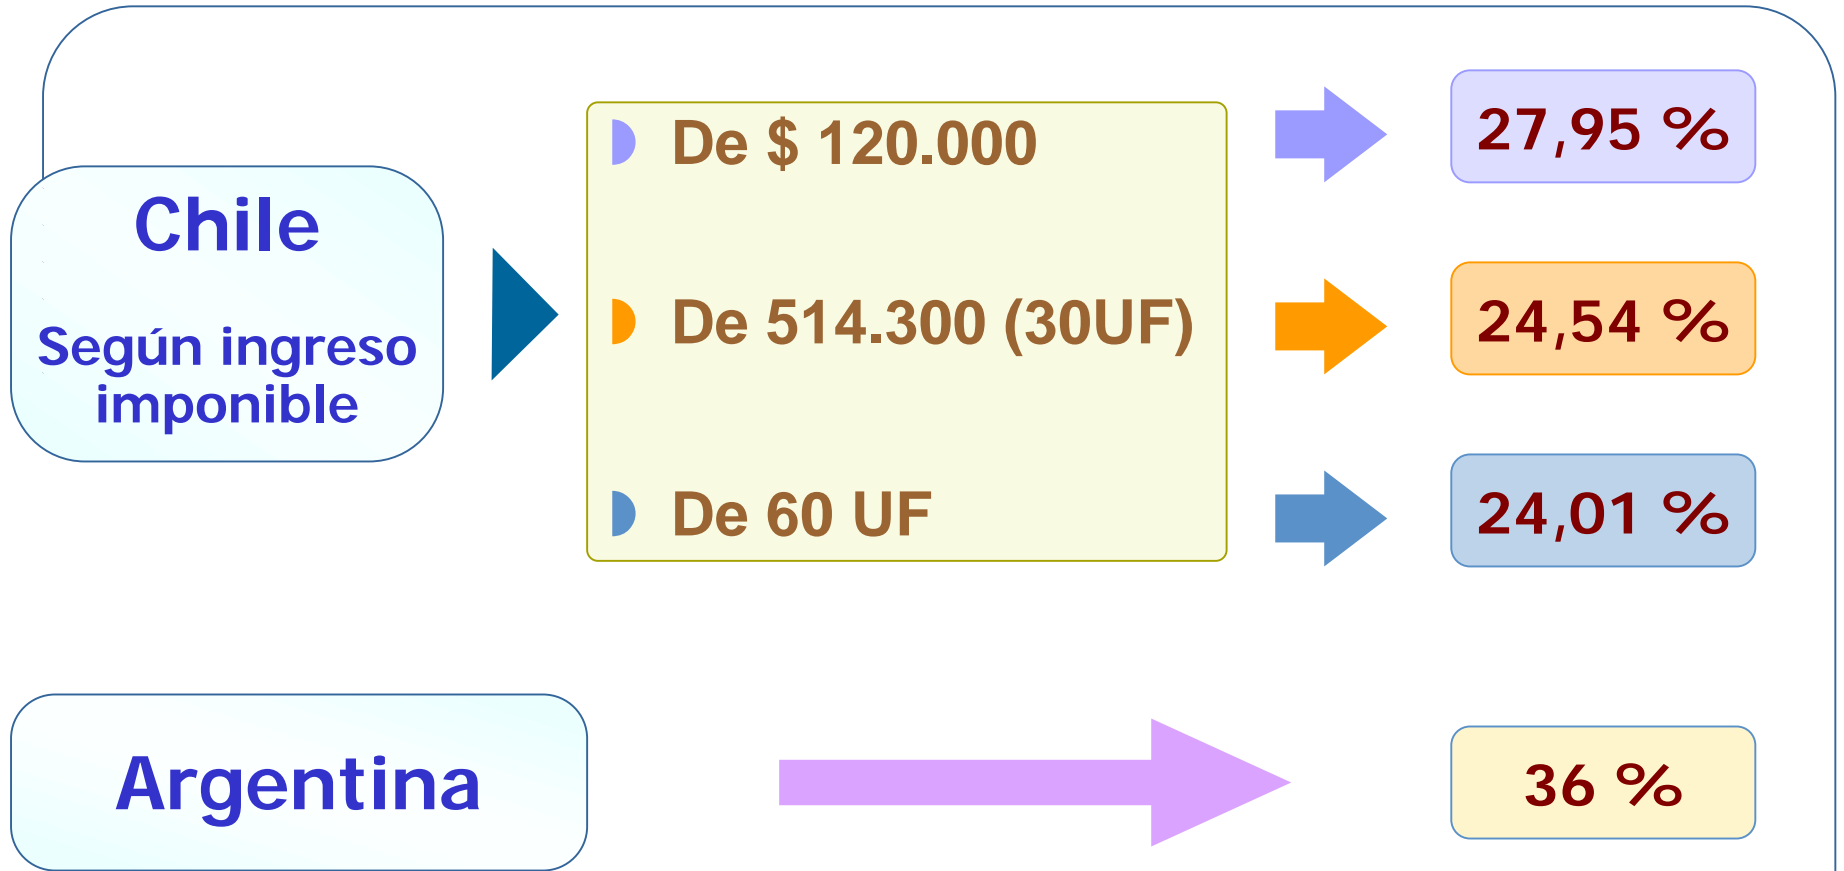 Chile
Según ingreso
imponible
De $ 120.000
27,95 %
De 514.300 (30UF)
24,54 %
De 60 UF
24,01 %
Argentina
36 %